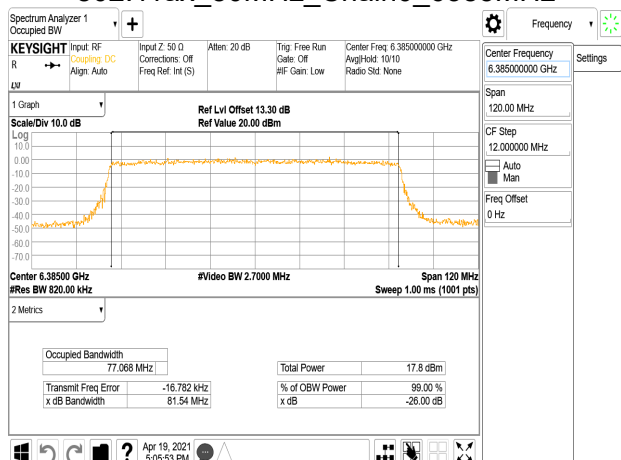 Spectrum Analyzer 1
Occupied BW
Frequency
KEYSIGHT
R
LXI
Input: RF
Coupling: DC
Align: Auto
Input Z: 50 Ω
Corrections: Off
Freq Ref: Int (S)
Atten: 20 dB
Trig: Free Run
Gate: Off
#IF Gain: Low
Center Freq: 6.385000000 GHz
Avg|Hold: 10/10
Radio Std: None
Center Frequency
6.385000000 GHz
Settings
Span
120.00 MHz
CF Step
12.000000 MHz
Auto
Man
Freq Offset
0 Hz
1 Graph
Scale/Div 10.0 dB
Ref Lvl Offset 13.30 dB
Ref Value 20.00 dBm
Log
10.0
0.00
-10.0
-20.0
-30.0
-40.0
-50.0
-60.0
-70.0
Center 6.38500 GHz
#Res BW 820.00 kHz
#Video BW 2.7000 MHz
Span 120 MHz
Sweep 1.00 ms (1001 pts)
2 Metrics
Occupied Bandwidth
77.068 MHz
Transmit Freq Error -16.782 kHz
x dB Bandwidth 81.54 MHz
Total Power 17.8 dBm
% of OBW Power 99.00 %
x dB -26.00 dB
Apr 19, 2021
5:05:53 PM